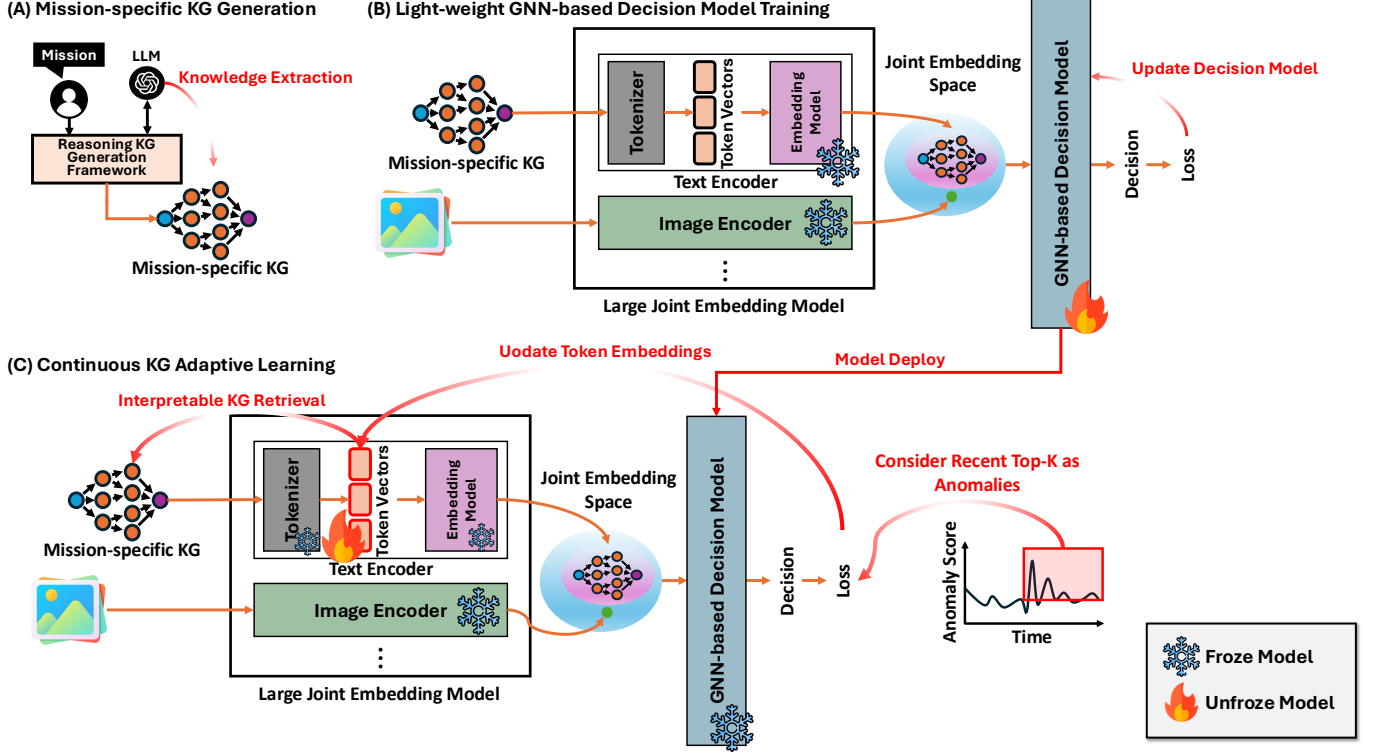 (A) Mission-specific KG Generation
Mission
LLM
Knowledge Extraction
Reasoning KG
Generation
Framework
Mission-specific KG
(B) Light-weight GNN-based Decision Model Training
Mission-specific KG
Tokenizer
Token Vectors
Embedding
Model
Text Encoder
Image Encoder
Large Joint Embedding Model
Joint Embedding
Space
GNN-based Decision Model
Update Decision Model
Decision
Loss
(C) Continuous KG Adaptive Learning
Uodate Token Embeddings
Model Deploy
Interpretable KG Retrieval
Mission-specific KG
Tokenizer
Token Vectors
Embedding
Model
Text Encoder
Image Encoder
Large Joint Embedding Model
Joint Embedding
Space
GNN-based Decision Model
Decision
Loss
Consider Recent Top-K as
Anomalies
Anomaly Score
Time
Froze Model
Unfroze Model